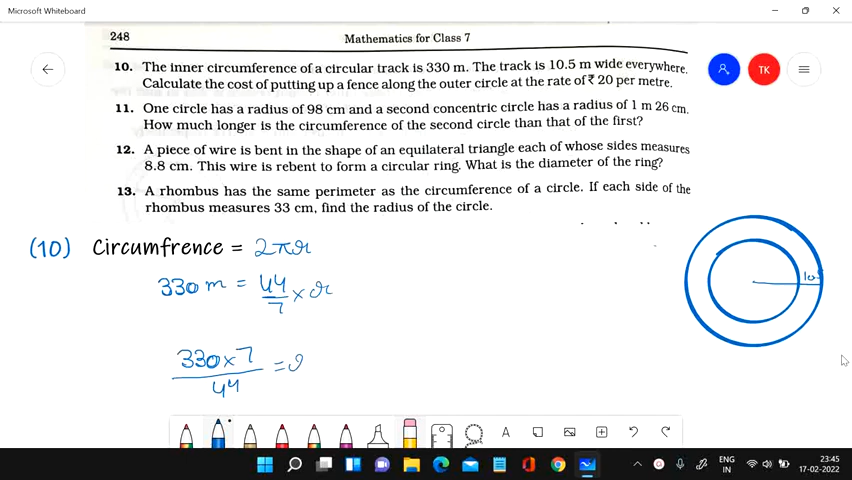 Microsoft Whiteboard
248
Mathematics for Class 7
10. The inner circumference of a circular track is 330 m. The track is 10.5 m wide everywhere.
Calculate the cost of putting up a fence along the outer circle at the rate of ₹ 20 per metre.
11. One circle has a radius of 98 cm and a second concentric circle has a radius of 1 m 26 cm.
How much longer is the circumference of the second circle than that of the first?
12. A piece of wire is bent in the shape of an equilateral triangle each of whose sides measures
8.8 cm. This wire is rebent to form a circular ring. What is the diameter of the ring?
13. A rhombus has the same perimeter as the circumference of a circle. If each side of the
rhombus measures 33 cm, find the radius of the circle.
TK
(10) Circumfrence = 2πr
330 m = 44/7 × r
330 × 7 / 44 =
A
ENG
IN
23:45
17-02-2022